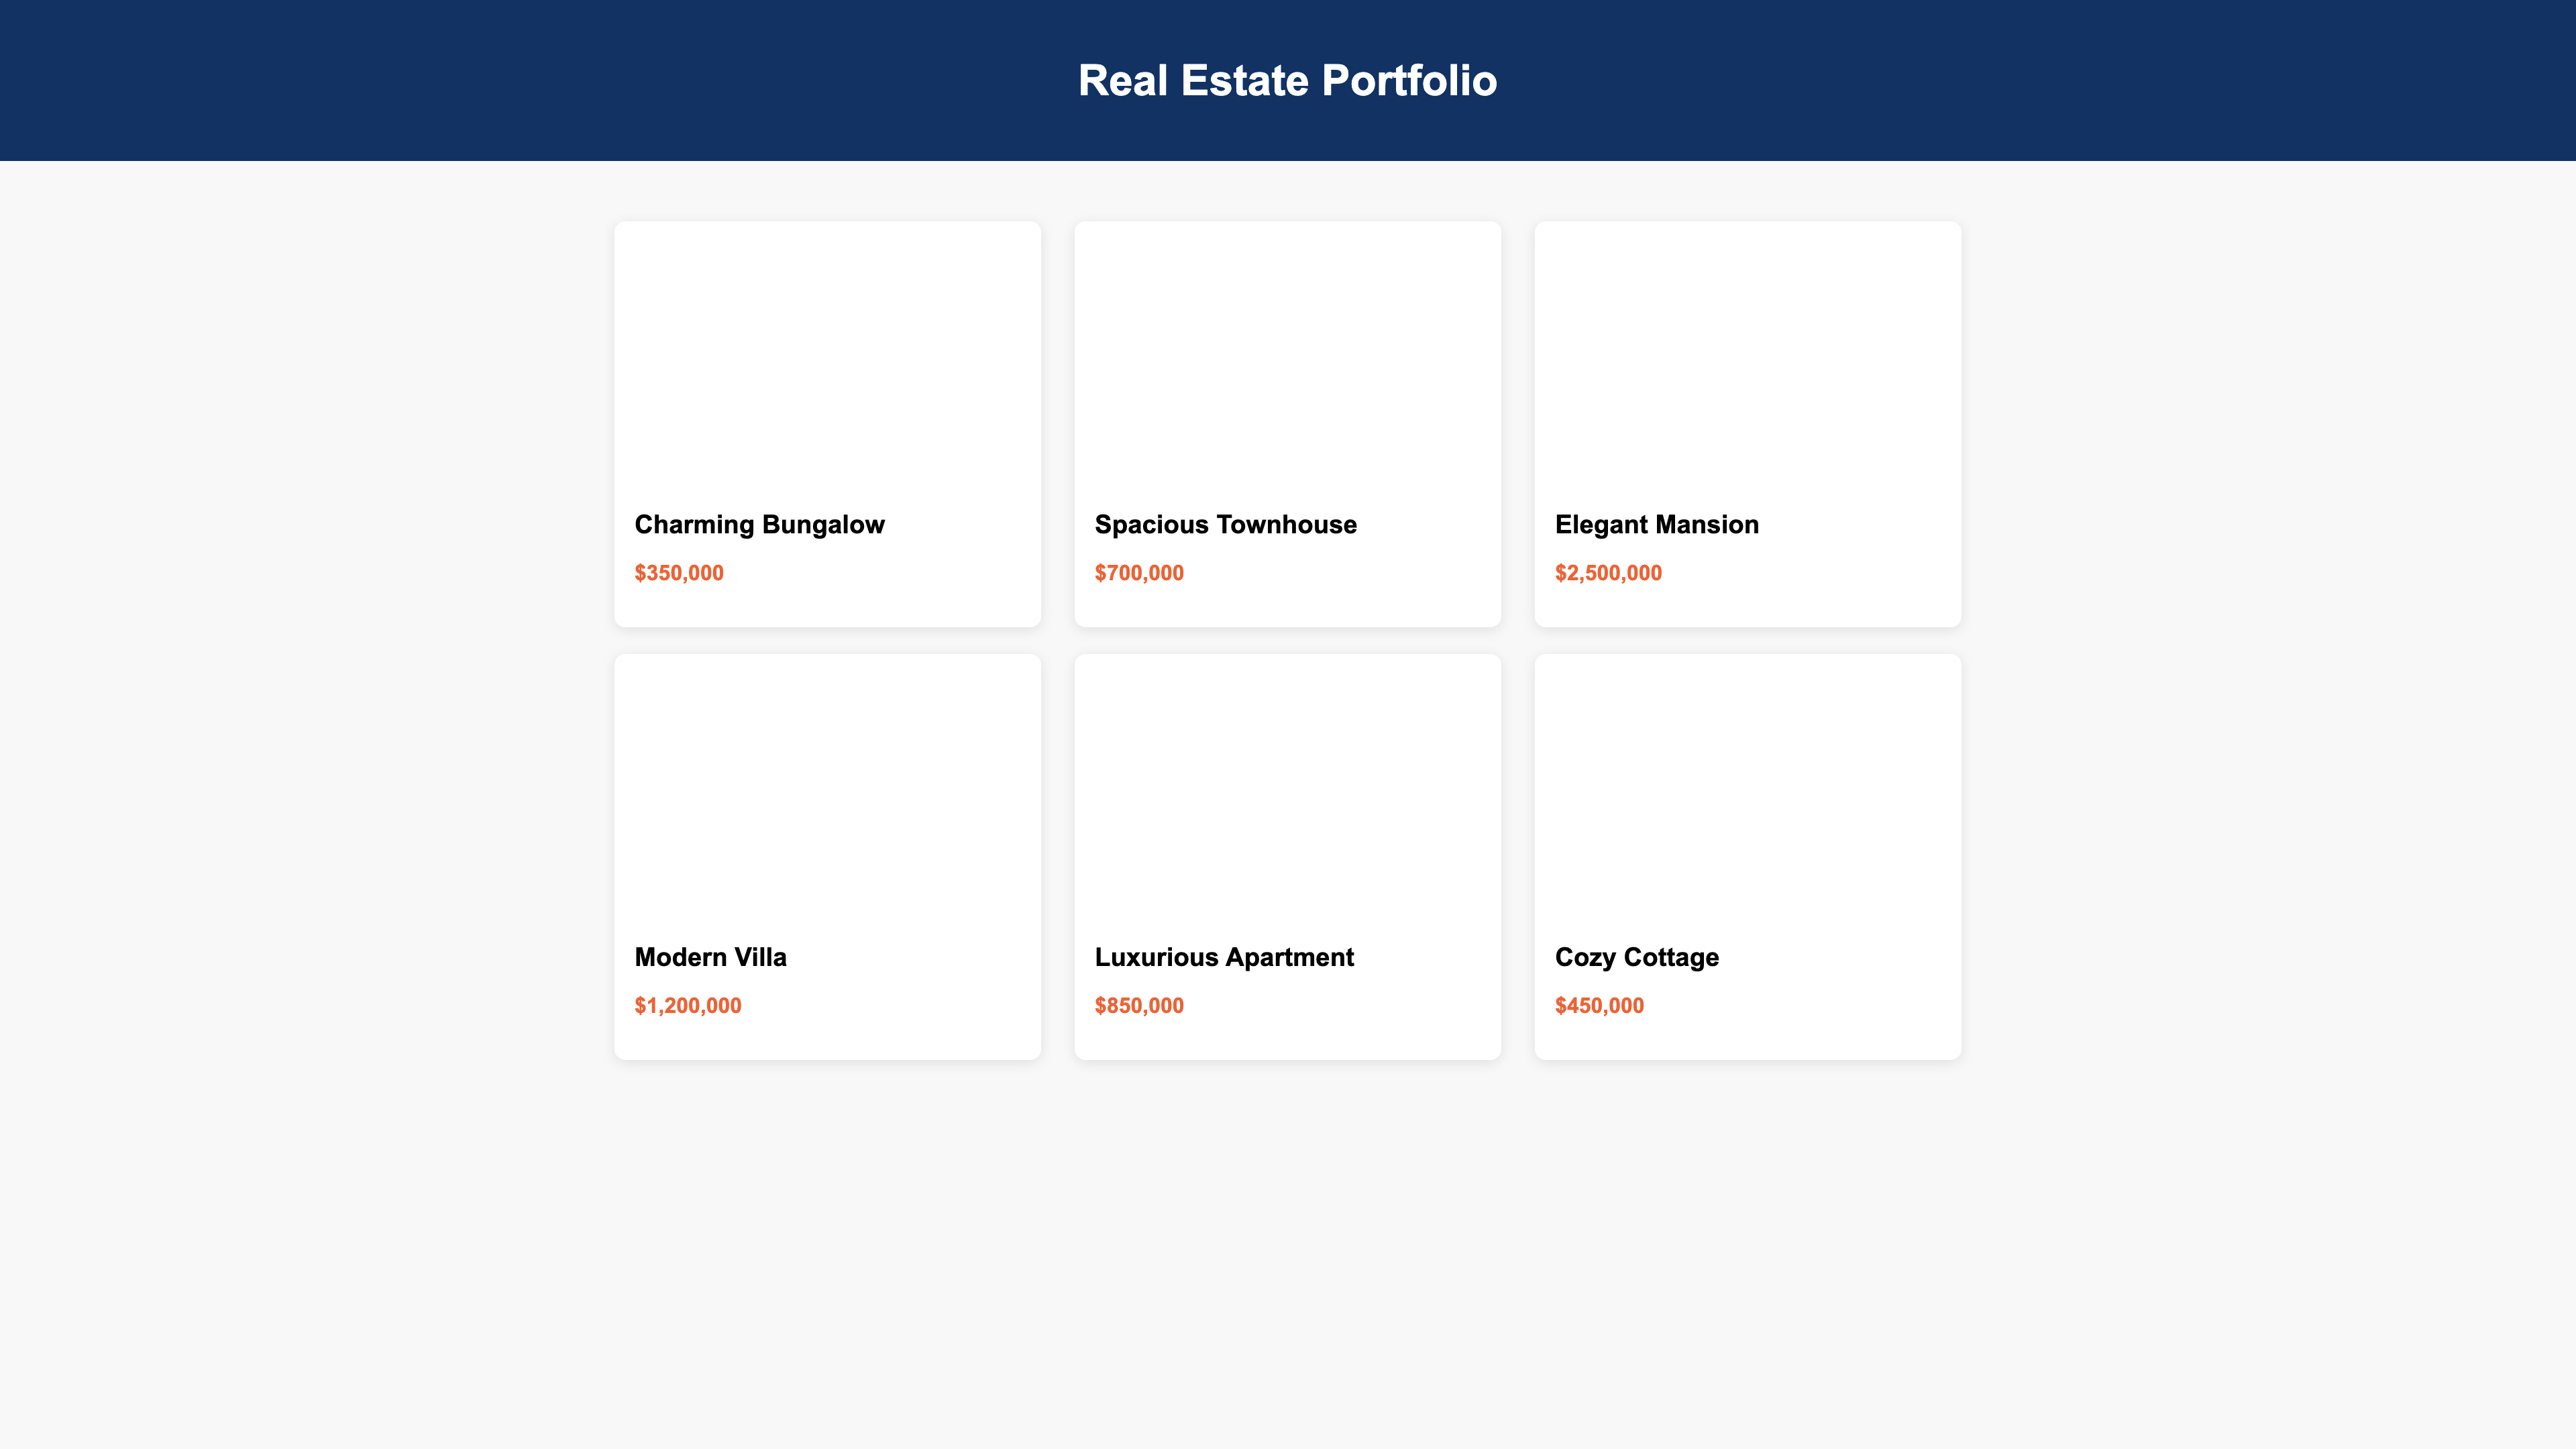 Real Estate Portfolio
Charming Bungalow
$350,000
Spacious Townhouse
$700,000
Elegant Mansion
$2,500,000
Modern Villa
$1,200,000
Luxurious Apartment
$850,000
Cozy Cottage
$450,000